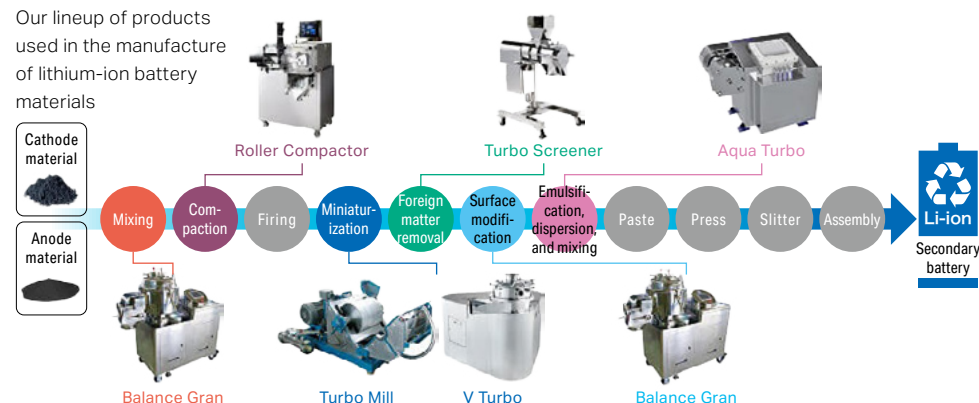 Our lineup of products
used in the manufacture
of lithium-ion battery
materials
Cathode
material
Anode
material
Roller Compactor
Turbo Screener
Aqua Turbo
Mixing
Com-
paction
Firing
Miniatur-
ization
Foreign
matter
removal
Surface
modifi-
cation
Emulsifi-
cation,
dispersion,
and mixing
Paste
Press
Slitter
Assembly
Li-ion
Secondary
battery
Balance Gran
Turbo Mill
V Turbo
Balance Gran